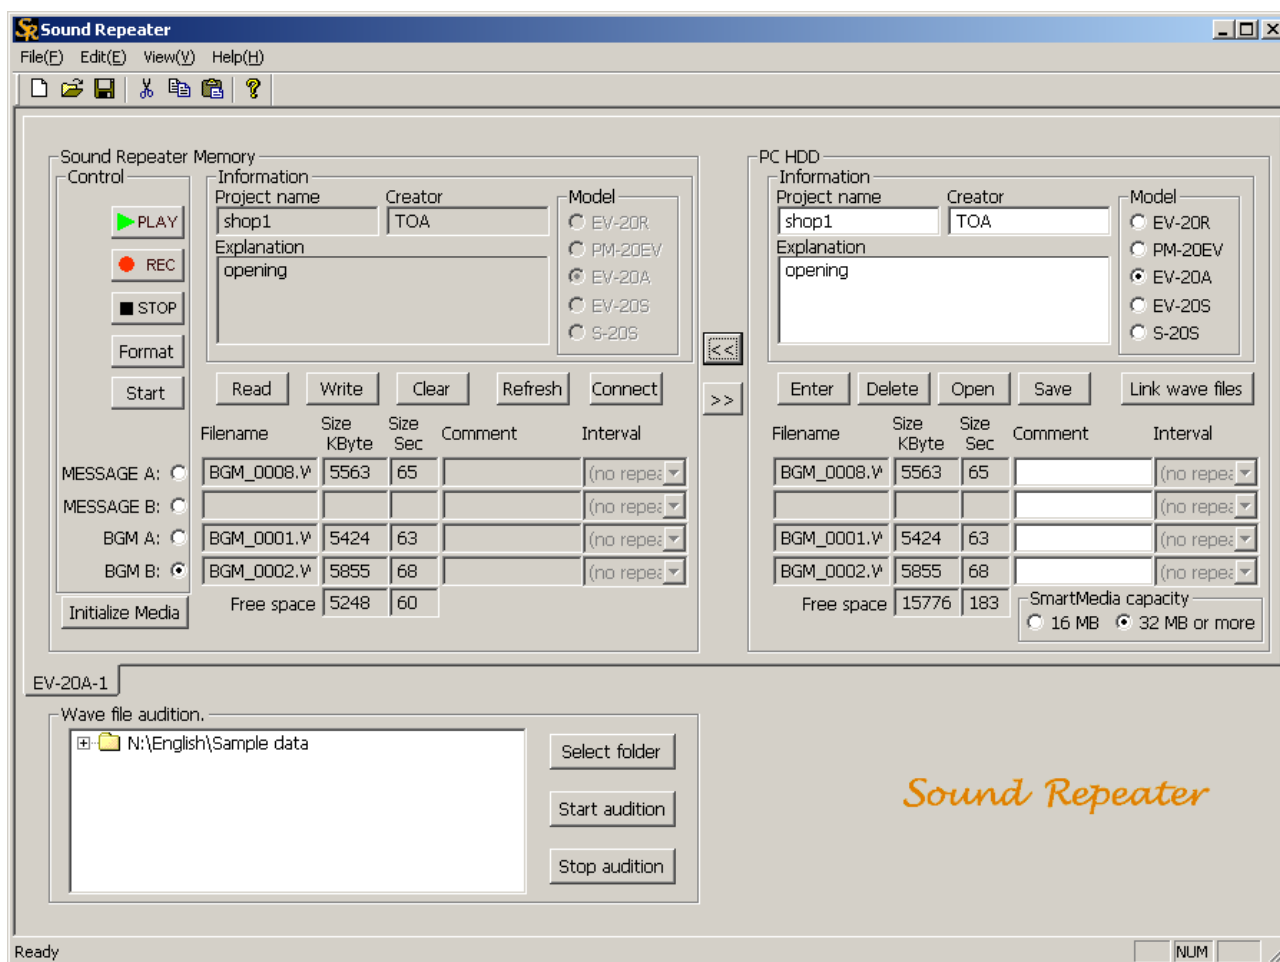 Sound Repeater
File(F) Edit(E) View(V) Help(H)
Sound Repeater Memory
Control
PLAY
REC
STOP
Format
Start
Information
Project name Creator
shop1 TOA
Explanation
opening
Model
EV-20R
PM-20EV
EV-20A
EV-20S
S-20S
Read Write Clear Refresh Connect
Filename Size KByte Size Sec Comment Interval
MESSAGE A: BGM_0008.W 5563 65 (no repea
MESSAGE B: (no repea
BGM A: BGM_0001.W 5424 63 (no repea
BGM B: BGM_0002.W 5855 68 (no repea
Initialize Media
Free space 5248 60
<<
>>
PC HDD
Information
Project name Creator
shop1 TOA
Explanation
opening
Model
EV-20R
PM-20EV
EV-20A
EV-20S
S-20S
Enter Delete Open Save Link wave files
Filename Size KByte Size Sec Comment Interval
BGM_0008.W 5563 65 (no repea
(no repea
BGM_0001.W 5424 63 (no repea
BGM_0002.W 5855 68 (no repea
Free space 15776 183
SmartMedia capacity
16 MB 32 MB or more
EV-20A-1
Wave file audition.
N:\English\Sample data
Select folder
Start audition
Stop audition
Sound Repeater
Ready NUM